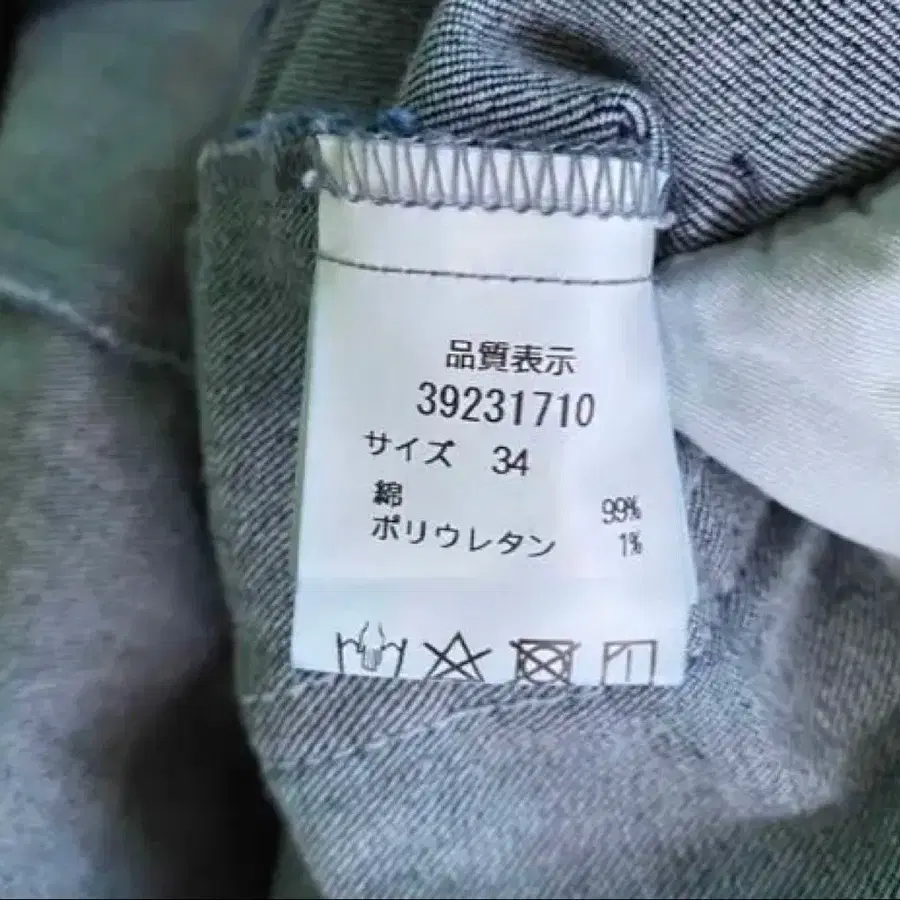 品質表示
39231710
サイズ 34
綿 99%
ポリウレタン 1%